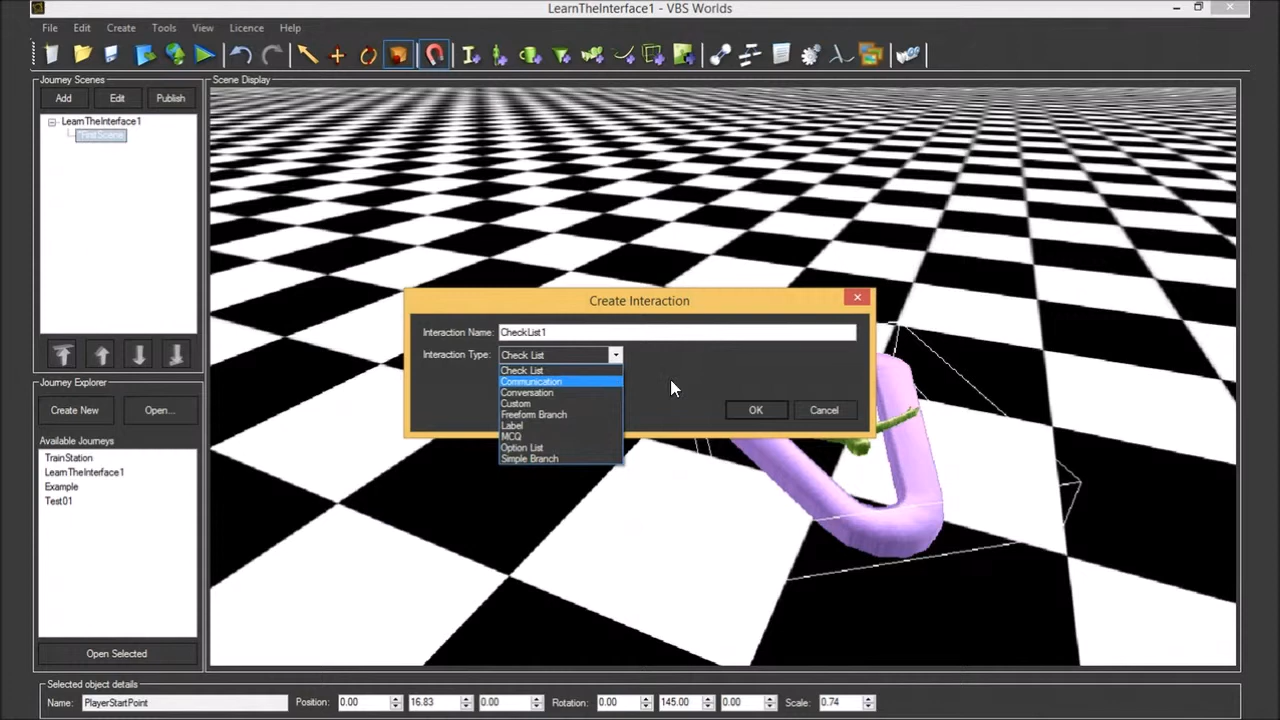 LearnTheInterface1 - VBS Worlds
File Edit Create Tools View Licence Help
Journey Scenes
Scene Display
Add Edit Publish
LearnTheInterface1
*FirstScene
Create Interaction
Interaction Name: CheckList1
Interaction Type: Check List
Check List
Communication
Conversation
Custom
Freeform Branch
Label
MCQ
Option List
Simple Branch
OK Cancel
Journey Explorer
Create New Open...
Available Journeys
TrainStation
LearnTheInterface1
Example
Test01
Open Selected
Selected object details
Name: PlayerStartPoint Position: 0.00 16.83 0.00 Rotation: 0.00 145.00 0.00 Scale: 0.74